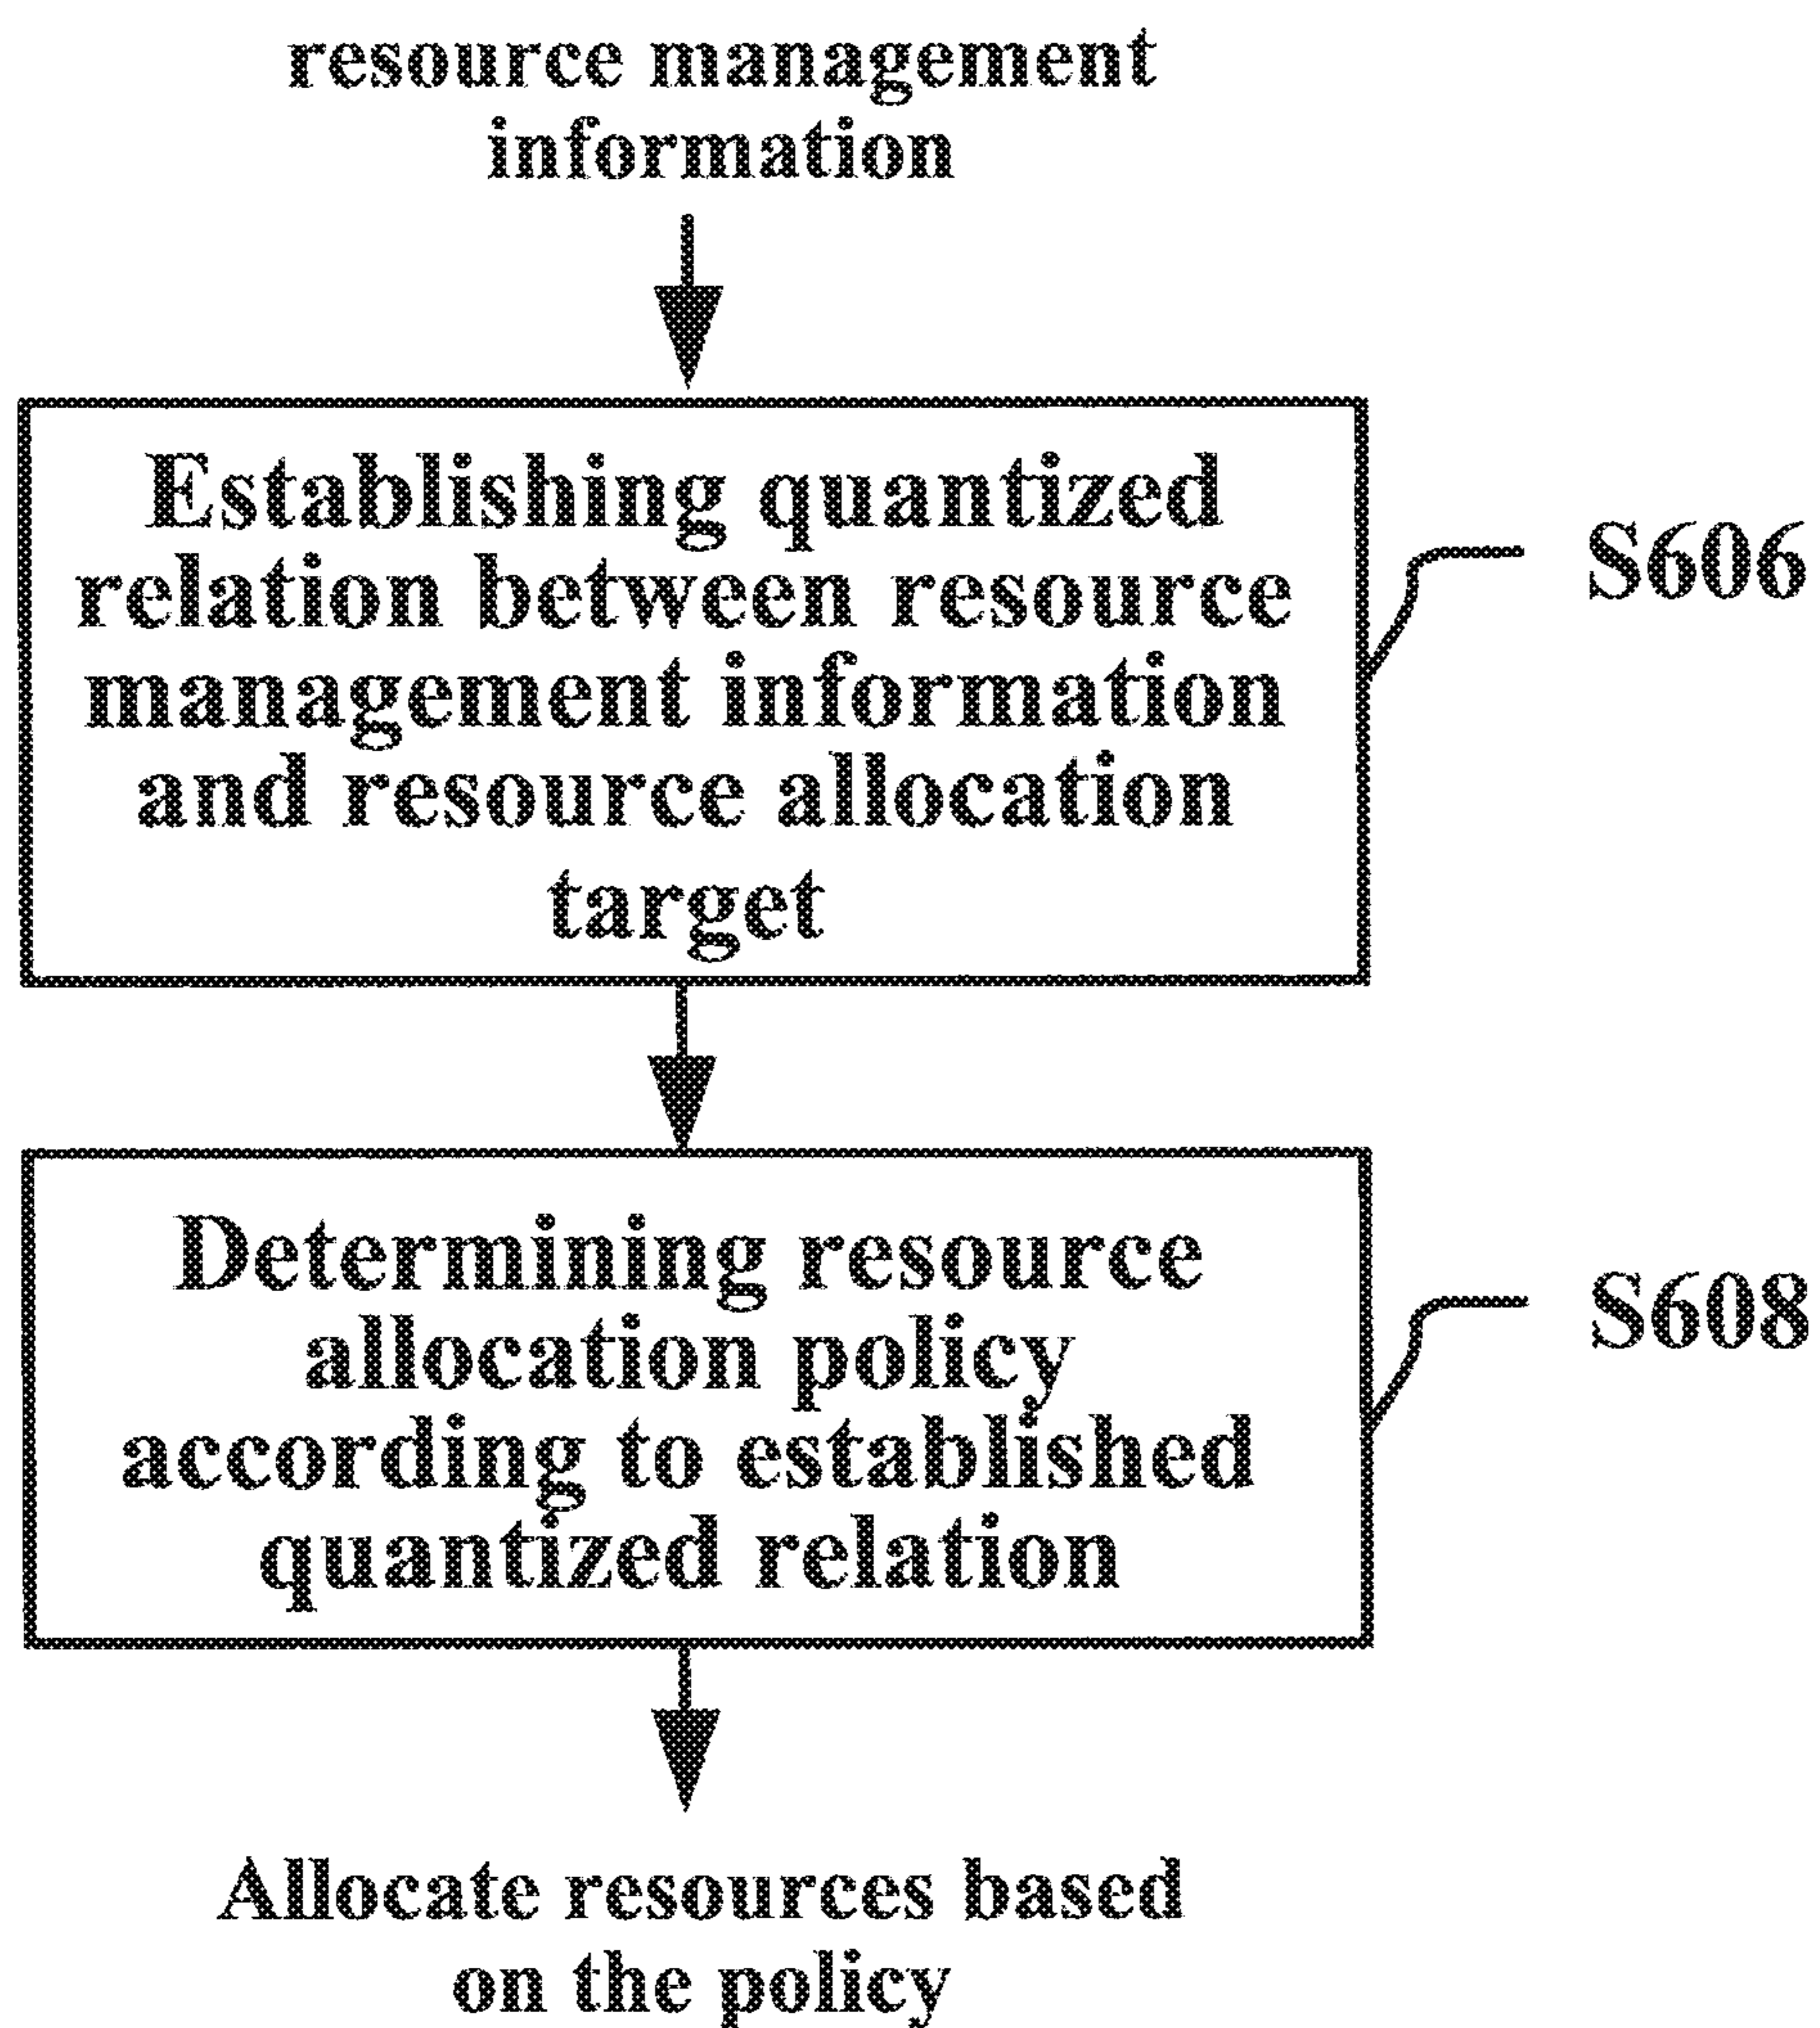 resource management
information
Establishing quantized
relation between resource
management information
and resource allocation
target
S606
Determining resource
allocation policy
according to established
quantized relation
S608
Allocate resources based
on the policy